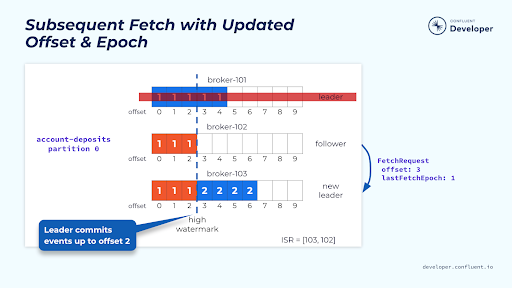 Subsequent Fetch with Updated
Offset & Epoch
CONFLUENT
Developer
broker-101
1 1 1 1 1
leader
offset 0 1 2 3 4 5 6 7 8 9
account-deposits
partition 0
broker-102
1 1 1
follower
offset 0 1 2 3 4 5 6 7 8 9
FetchRequest
offset: 3
lastFetchEpoch: 1
broker-103
1 1 1 2 2 2 2
new
leader
offset 0 1 2 3 4 5 6 7 8 9
high
watermark
Leader commits
events up to offset 2
ISR = [103, 102]
developer.confluent.io